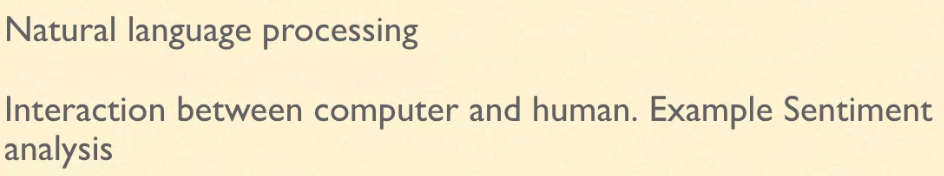 Natural language processing
Interaction between computer and human. Example Sentiment
analysis